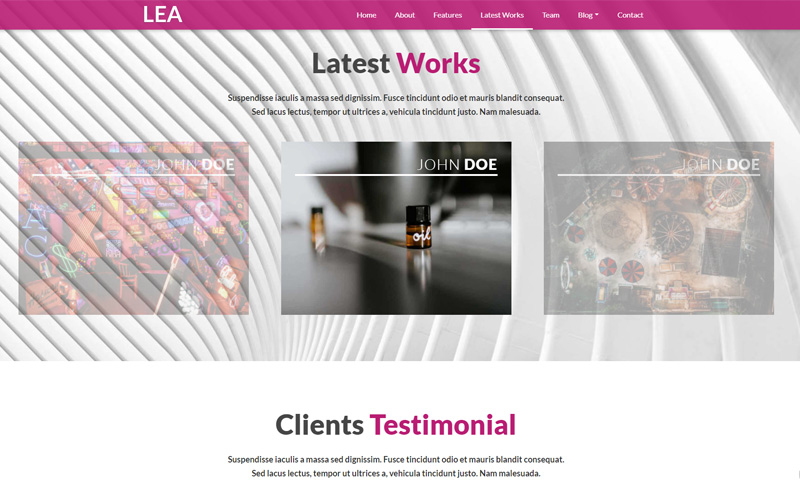 LEA
Home About Features Latest Works Team Blog Contact
Latest Works
Suspendisse iaculis a massa sed dignissim. Fusce tincidunt odio et mauris blandit consequat.
Sed lacus lectus, tempor ut ultrices a, vehicula tincidunt justo. Nam malesuada.
JOHN DOE
JOHN DOE
JOHN DOE
A
C
C
$
oil
Clients Testimonial
Suspendisse iaculis a massa sed dignissim. Fusce tincidunt odio et mauris blandit consequat.
Sed lacus lectus, tempor ut ultrices a, vehicula tincidunt justo. Nam malesuada.